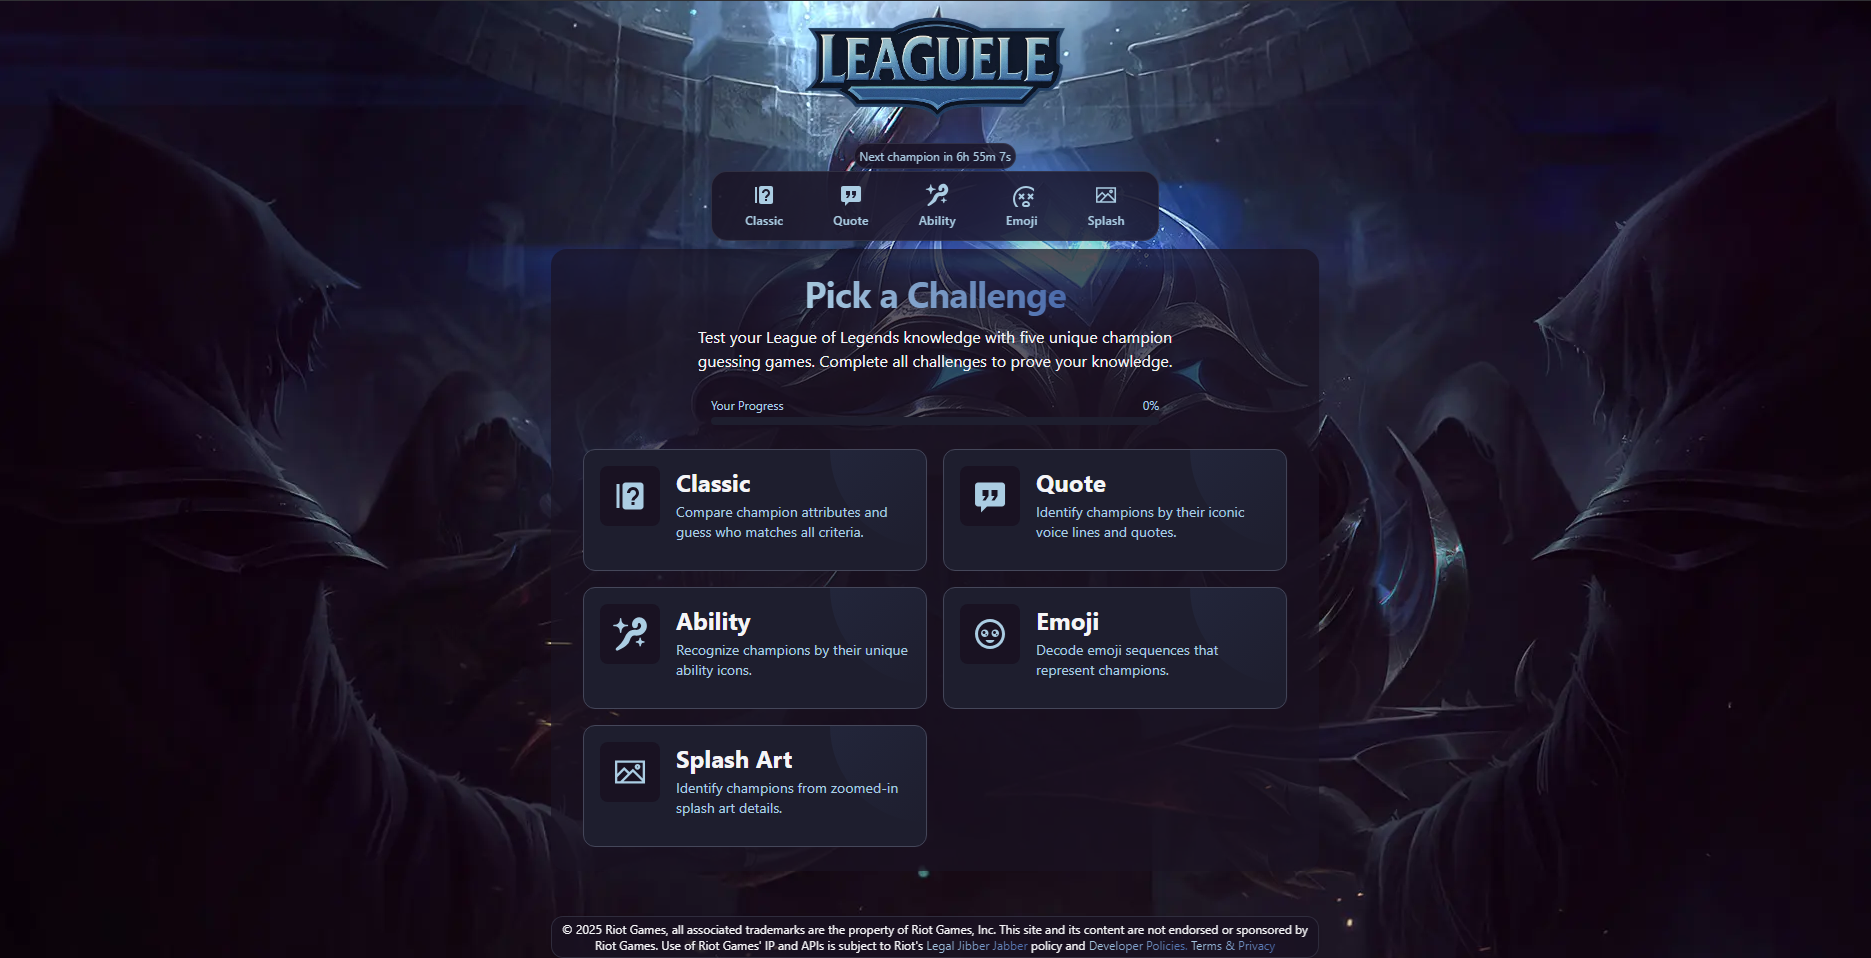 LEAGUELE
Next champion in 6h 55m 7s
Classic
Quote
Ability
Emoji
Splash
Pick a Challenge
Test your League of Legends knowledge with five unique champion
guessing games. Complete all challenges to prove your knowledge.
Your Progress
0%
Classic
Compare champion attributes and
guess who matches all criteria.
Quote
Identify champions by their iconic
voice lines and quotes.
Ability
Recognize champions by their unique
ability icons.
Emoji
Decode emoji sequences that
represent champions.
Splash Art
Identify champions from zoomed-in
splash art details.
© 2025 Riot Games, all associated trademarks are the property of Riot Games, Inc. This site and its content are not endorsed or sponsored by
Riot Games. Use of Riot Games' IP and APIs is subject to Riot's Legal Jibber Jabber policy and Developer Policies. Terms & Privacy